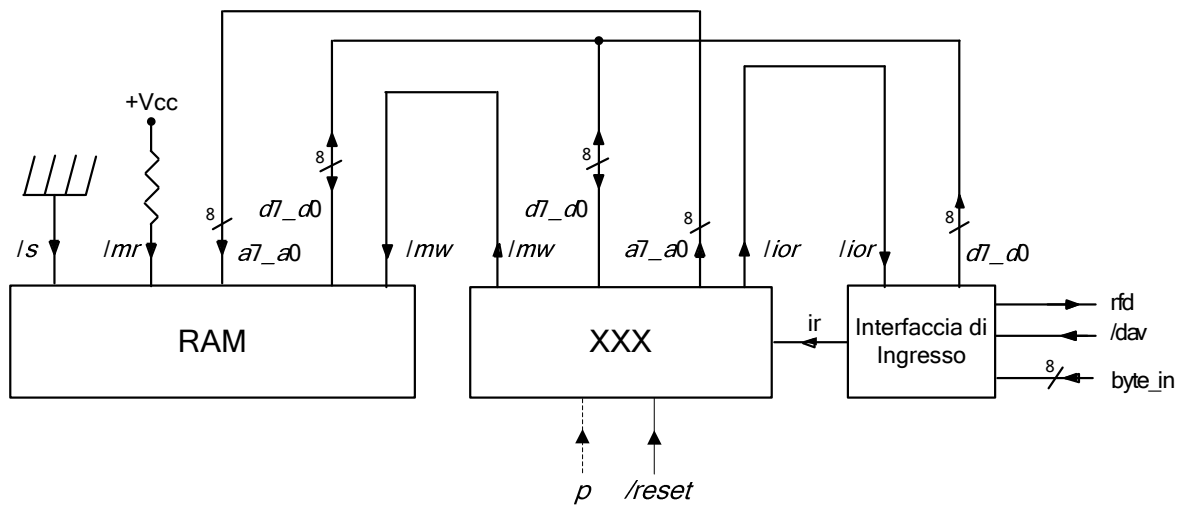 +Vcc
8
8
8
8
8
/s
/mr
a7_a0
d7_d0
/mw
/mw
d7_d0
a7_a0
/ior
/ior
d7_d0
RAM
XXX
ir
Interfaccia di
Ingresso
rfd
/dav
8
byte_in
p
/reset